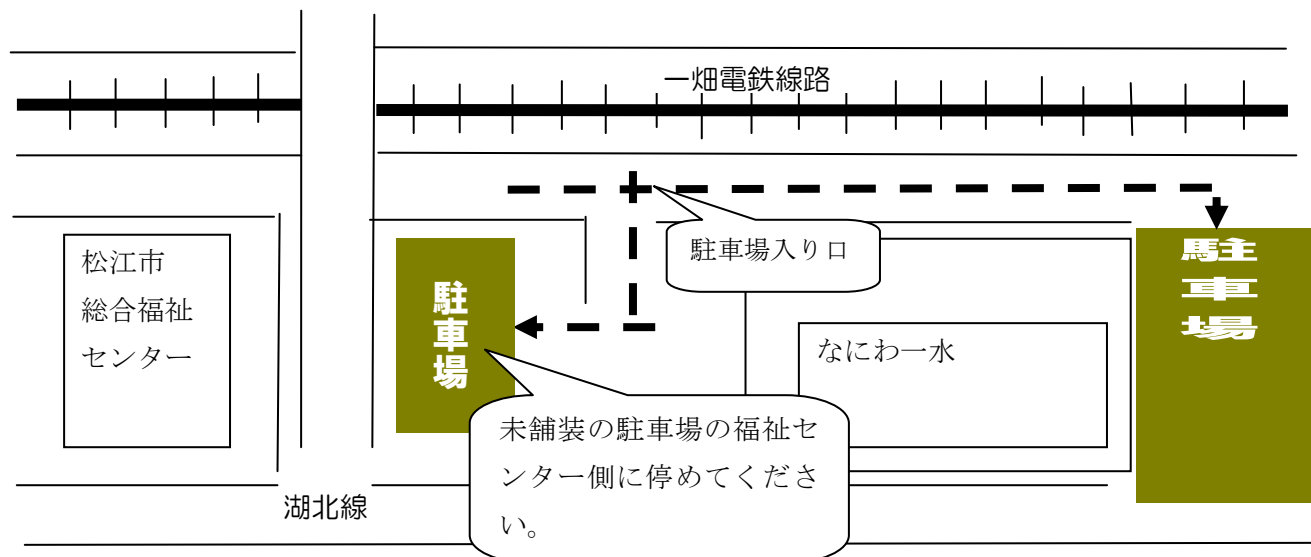 一畑電鉄線路
駐車場入り口
松江市
総合福祉
センター
駐車場
なにわ一水
駐車場
未舗装の駐車場の福祉セ
ンター側に停めてくださ
い。
湖北線